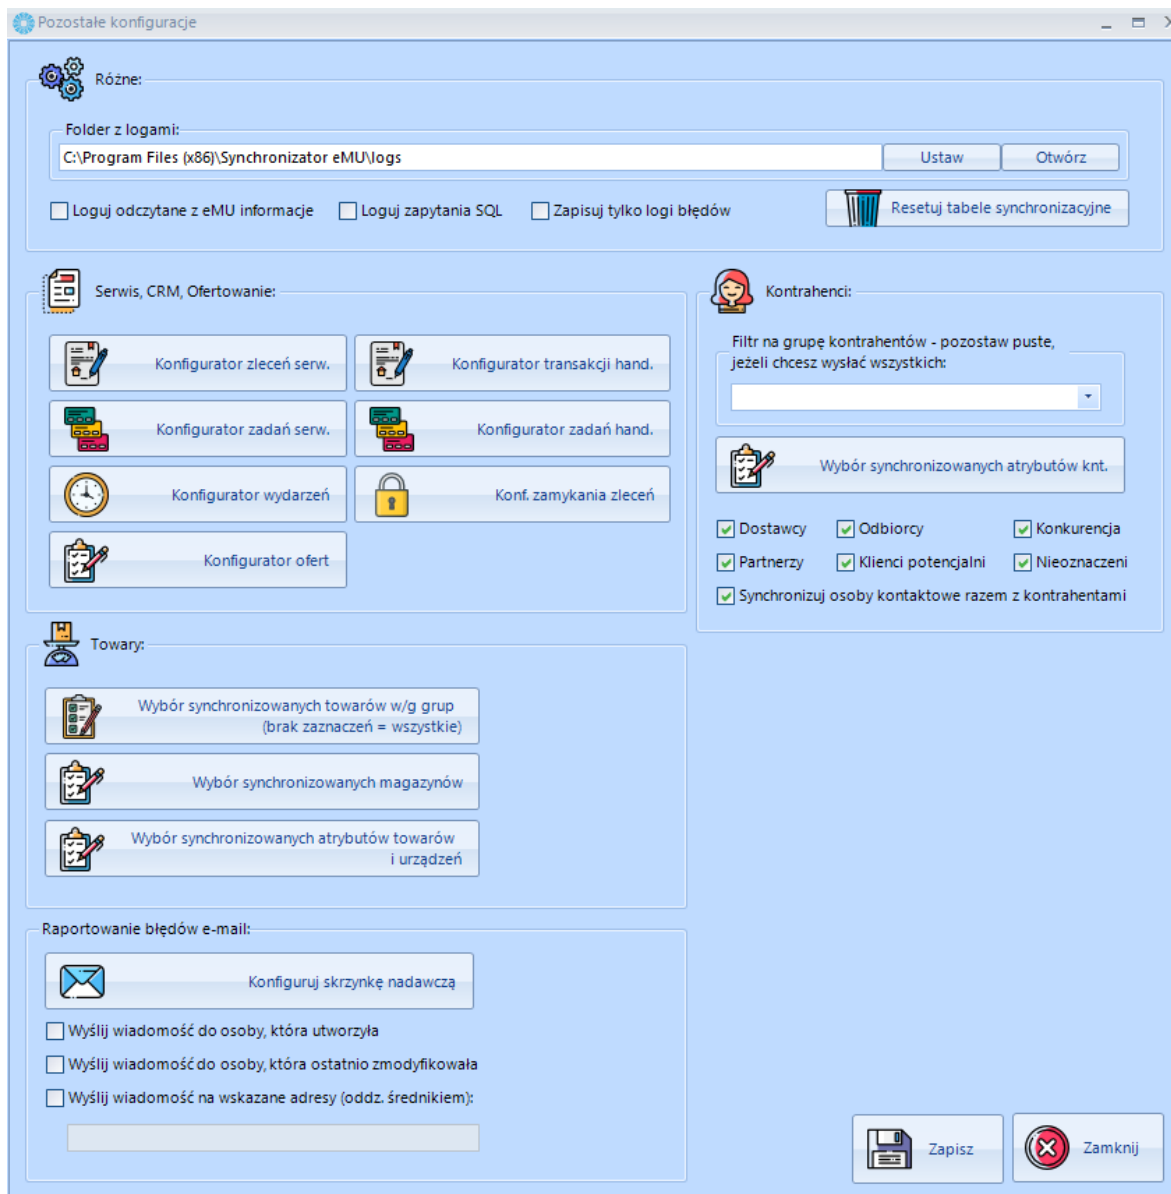 Pozostałe konfiguracje
Różne:
Folder z logami:
C:\Program Files (x86)\Synchronizator eMU\logs
Ustaw
Otwórz
Loguj odczytane z eMU informacje
Loguj zapytania SQL
Zapisuj tylko logi błędów
Resetuj tabele synchronizacyjne
Serwis, CRM, Ofertowanie:
Konfigurator zleceń serw.
Konfigurator transakcji hand.
Konfigurator zadań serw.
Konfigurator zadań hand.
Konfigurator wydarzeń
Konf. zamykania zleceń
Konfigurator ofert
Kontrahenci:
Filtr na grupę kontrahentów - pozostaw puste,
jeżeli chcesz wysłać wszystkich:
Wybór synchronizowanych atrybutów knt.
Dostawcy
Odbiorcy
Konkurencja
Partnerzy
Klienci potencjalni
Nieoznaczeni
Synchronizuj osoby kontaktowe razem z kontrahentami
Towary:
Wybór synchronizowanych towarów w/g grup
(brak zaznaczeń = wszystkie)
Wybór synchronizowanych magazynów
Wybór synchronizowanych atrybutów towarów
i urządzeń
Raportowanie błędów e-mail:
Konfiguruj skrzynkę nadawczą
Wyślij wiadomość do osoby, która utworzyła
Wyślij wiadomość do osoby, która ostatnio zmodyfikowała
Wyślij wiadomość na wskazane adresy (oddz. średnikiem):
Zapisz
Zamknij